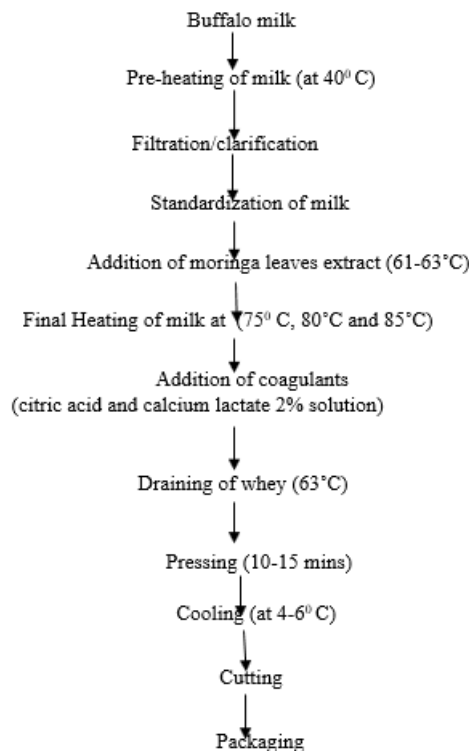 Buffalo milk
Pre-heating of milk (at 40⁰ C)
Filtration/clarification
Standardization of milk
Addition of moringa leaves extract (61-63°C)
Final Heating of milk at (75⁰ C, 80°C and 85°C)
Addition of coagulants
(citric acid and calcium lactate 2% solution)
Draining of whey (63°C)
Pressing (10-15 mins)
Cooling (at 4-6⁰ C)
Cutting
Packaging